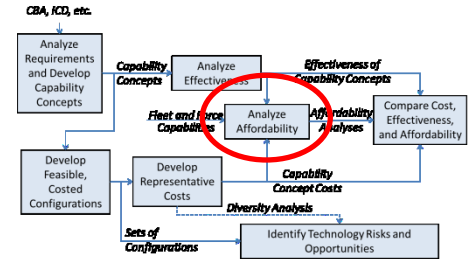 CBA, ICD, etc.
Analyze
Requirements
and Develop
Capability
Concepts
Capability
Concepts
Analyze
Effectiveness
Effectiveness of
Capability Concepts
Fleet and Force
Capabilities
Analyze
Affordability
Affordability
Analyses
Compare Cost,
Effectiveness,
and Affordability
Develop
Feasible,
Costed
Configurations
Develop
Representative
Costs
Capability
Concept Costs
Diversity Analysis
Sets of
Configurations
Identify Technology Risks and
Opportunities